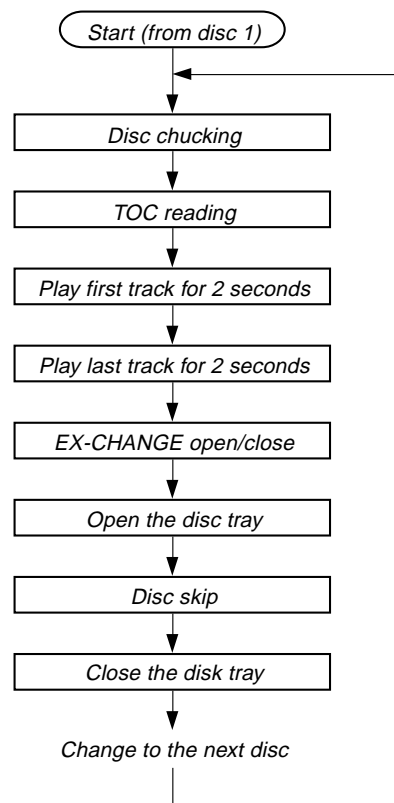 Start (from disc 1)
Disc chucking
TOC reading
Play first track for 2 seconds
Play last track for 2 seconds
EX-CHANGE open/close
Open the disc tray
Disc skip
Close the disk tray
Change to the next disc